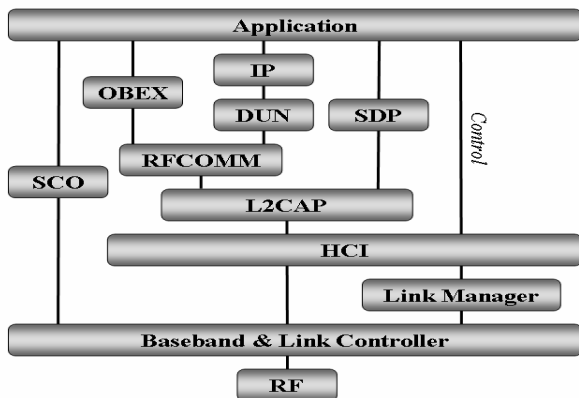 Application
IP
OBEX
DUN
SDP
Control
RFCOMM
SCO
L2CAP
HCI
Link Manager
Baseband & Link Controller
RF